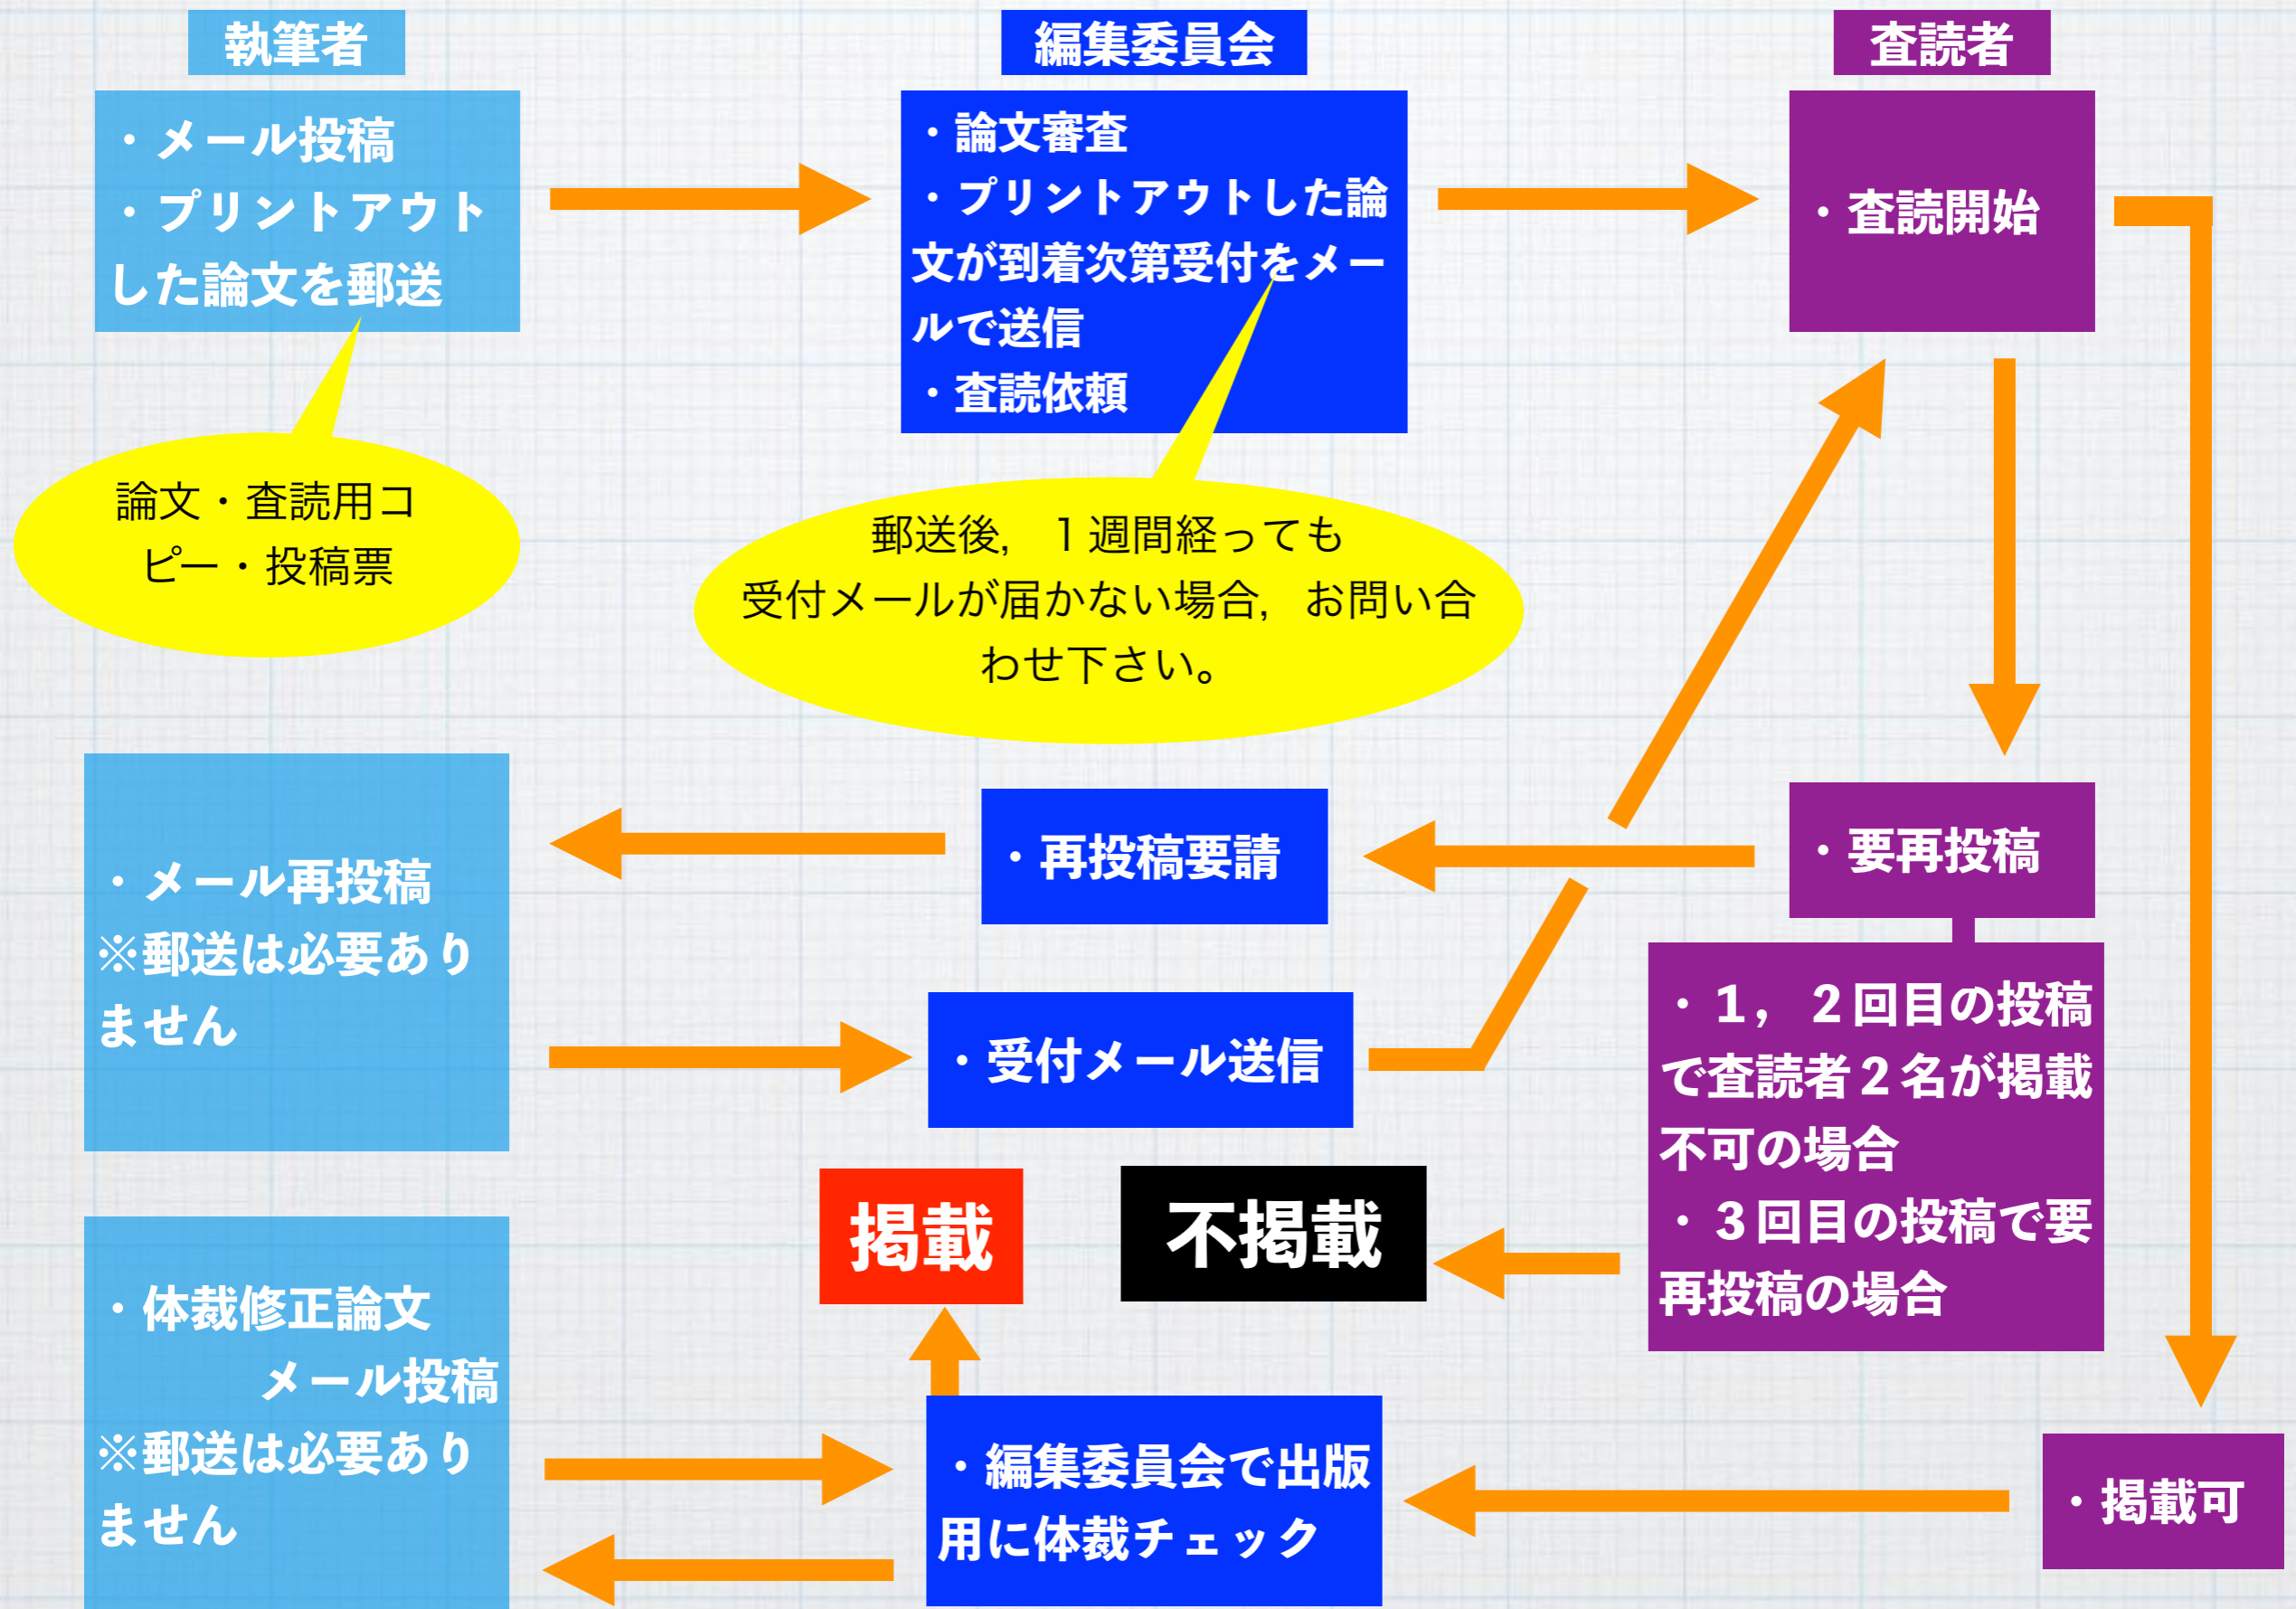 執筆者
・メール投稿
・プリントアウト
した論文を郵送
論文・査読用コ
ピー・投稿票
編集委員会
・論文審査
・プリントアウトした論
文が到着次第受付をメー
ルで送信
・査読依頼
郵送後，１週間経っても
受付メールが届かない場合，お問い合
わせ下さい。
査読者
・査読開始
・要再投稿
・１，２回目の投稿
で査読者２名が掲載
不可の場合
・３回目の投稿で要
再投稿の場合
・再投稿要請
・メール再投稿
※郵送は必要あり
ません
・受付メール送信
掲載
不掲載
・体裁修正論文
メール投稿
※郵送は必要あり
ません
・編集委員会で出版
用に体裁チェック
・掲載可